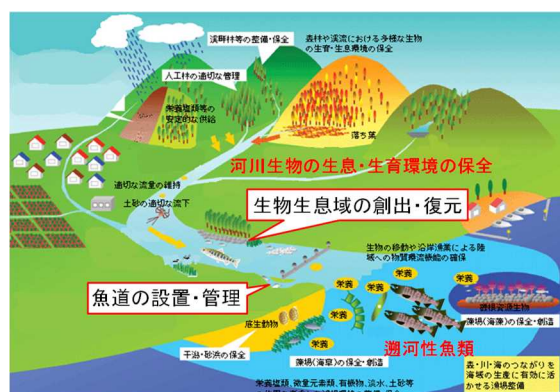 渓畔林等の整備・保全
森林や渓流における多様な生物
の生育・生息環境の保全
人工林の適切な管理
栄養塩類等の
安定的な供給
落ち葉
河川生物の生息・生育環境の保全
適切な流量の維持
土砂の適切な流下
生物生息域の創出・復元
生物の移動や沿岸漁業による陸
域への物質環流機能の確保
魚道の設置・管理
栄養
栄養
栄養
栄養
栄養
底生動物
栄養
藻場(海藻)の保全・創造
遡河性魚類
干潟・砂浜の保全
藻場(海草)の保全・創造
森・川・海のつながりを
海域の生産に有効に活
かせる漁場整備
栄養塩類、微量元素類、有機物、淡水、土砂等